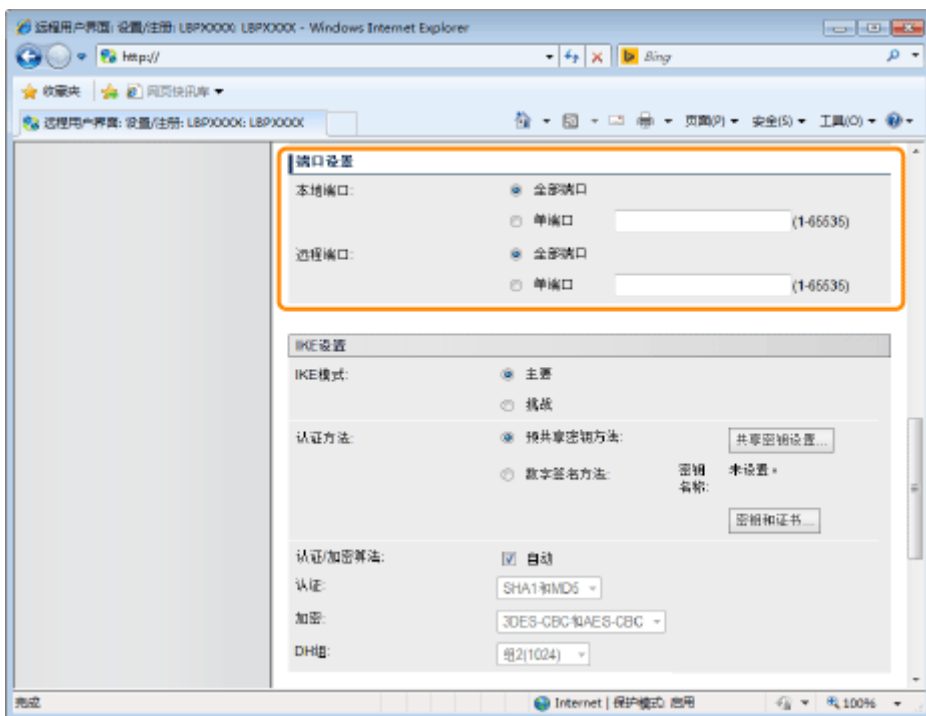 远程用户界面: 设置/注册: LBPXXXX: LBPXXXX - Windows Internet Explorer
http://
Bing
收藏夹 网页快讯库
远程用户界面: 设置/注册: LBPXXXX: LBPXXXX 页面(P) 安全(S) 工具(O)
端口设置
本地端口: 全部端口
单端口 (1-65535)
远程端口: 全部端口
单端口 (1-65535)
IKE设置
IKE模式: 主要
挑战
认证方法: 预共享密钥方法: 共享密钥设置...
数字签名方法: 密钥名称: 未设置。
密钥和证书...
认证/加密算法: 自动
认证: SHA1和MD5
加密: 3DES-CBC和AES-CBC
DH组: 组2(1024)
完成 Internet | 保护模式: 启用 100%